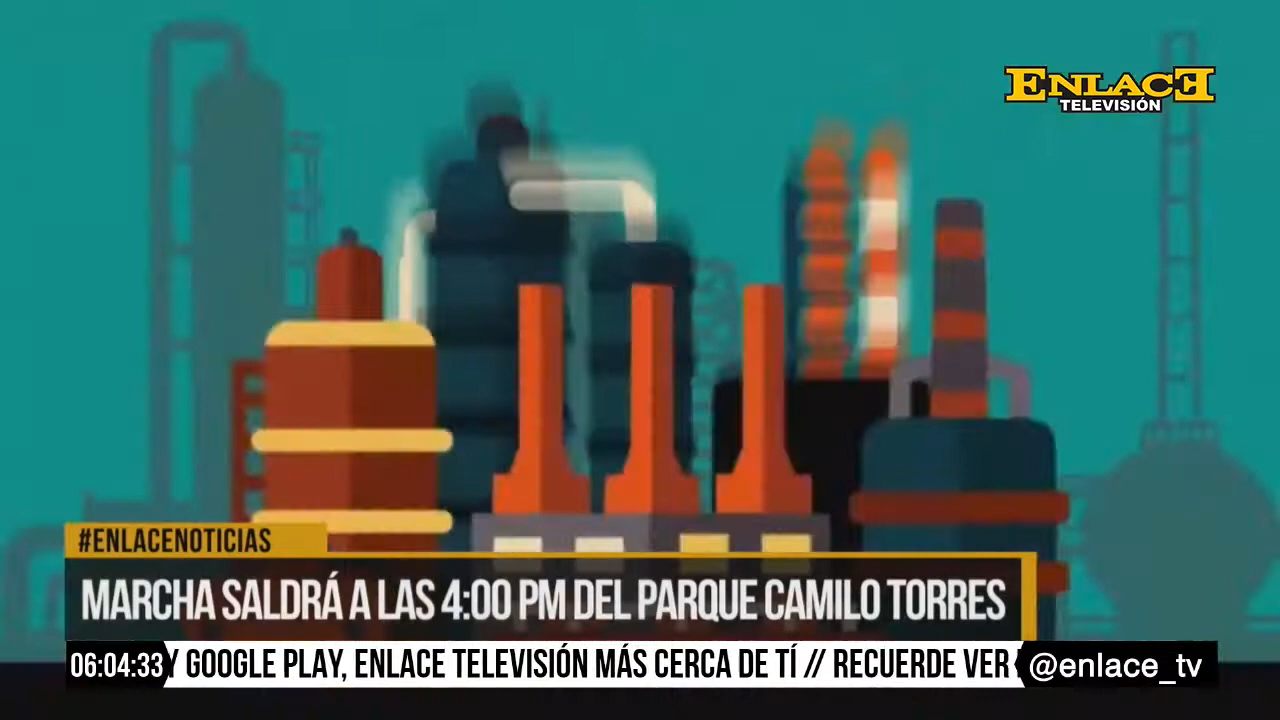 ENLACE
TELEVISIÓN
#ENLACENOTICIAS
MARCHA SALDRÁ A LAS 4:00 PM DEL PARQUE CAMILO TORRES
06:04:33 Y GOOGLE PLAY, ENLACE TELEVISIÓN MÁS CERCA DE TÍ // RECUERDE VER @enlace_tv